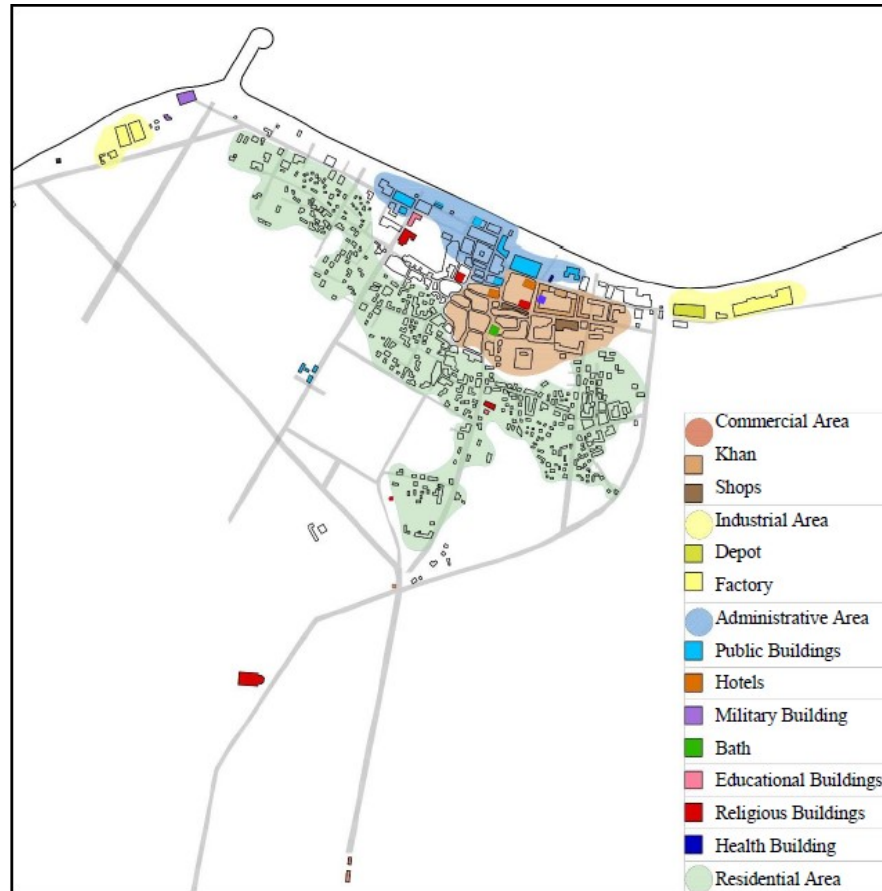 Commercial Area
Khan
Shops
Industrial Area
Depot
Factory
Administrative Area
Public Buildings
Hotels
Military Building
Bath
Educational Buildings
Religious Buildings
Health Building
Residential Area